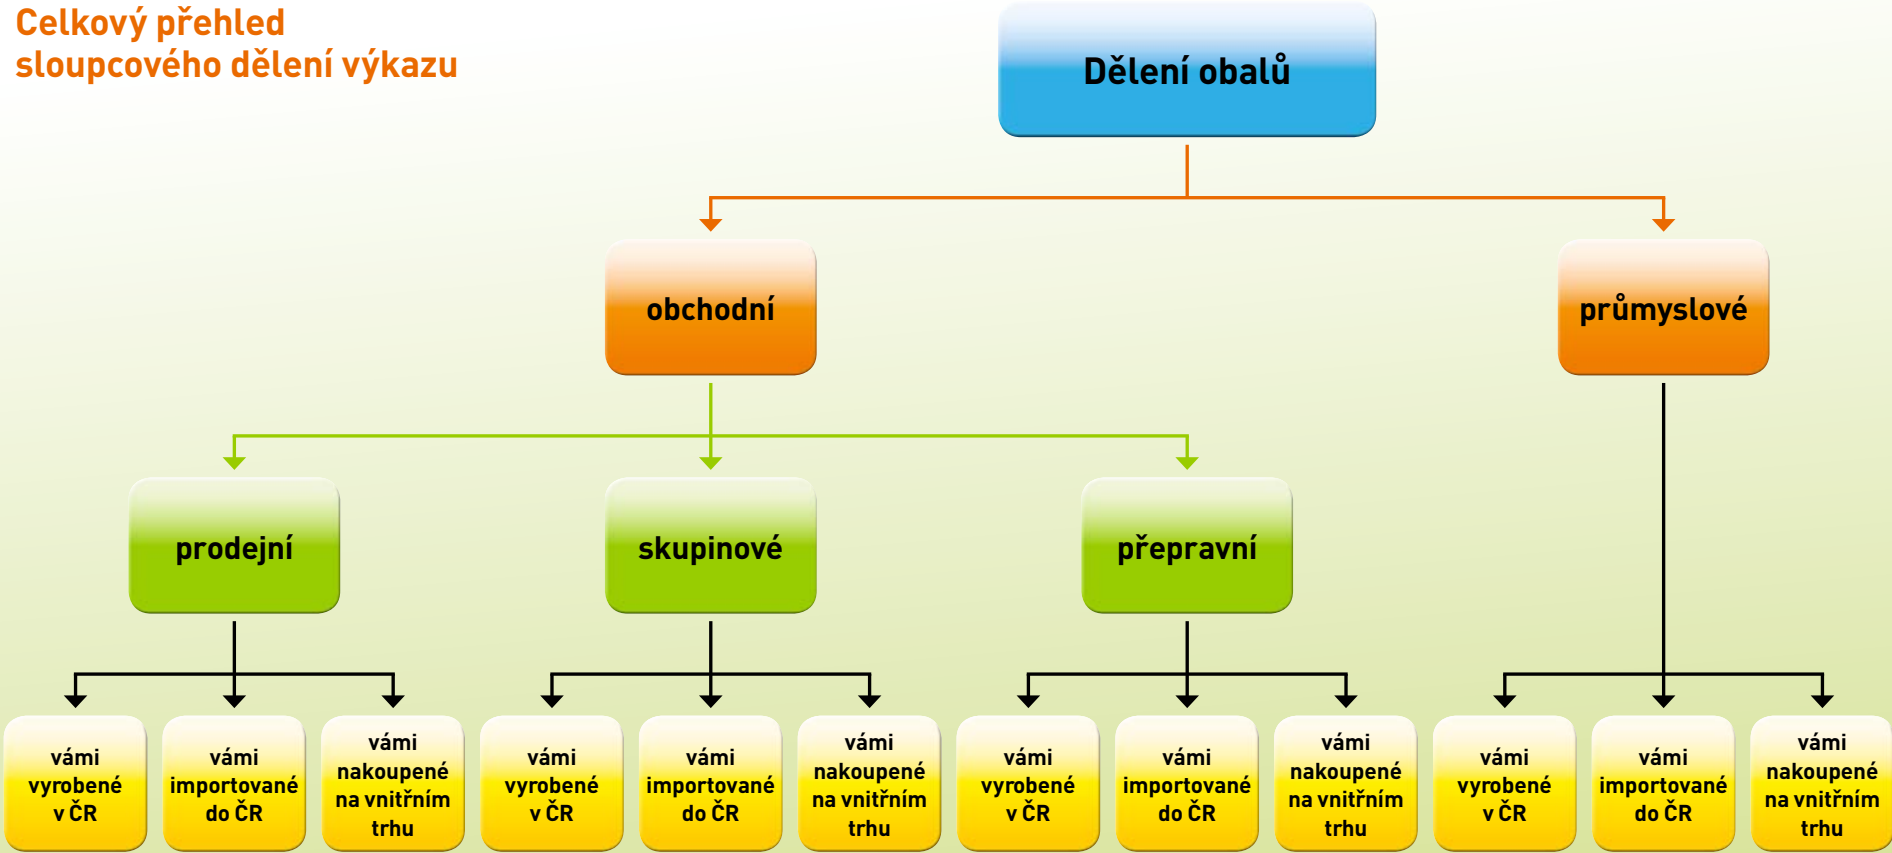 Celkový přehled
sloupcového dělení výkazu
Dělení obalů
obchodní
průmyslové
prodejní
skupinové
přepravní
vámi
vyrobené
v ČR
vámi
importované
do ČR
vámi
nakoupené
na vnitřním
trhu
vámi
vyrobené
v ČR
vámi
importované
do ČR
vámi
nakoupené
na vnitřním
trhu
vámi
vyrobené
v ČR
vámi
importované
do ČR
vámi
nakoupené
na vnitřním
trhu
vámi
vyrobené
v ČR
vámi
importované
do ČR
vámi
nakoupené
na vnitřním
trhu